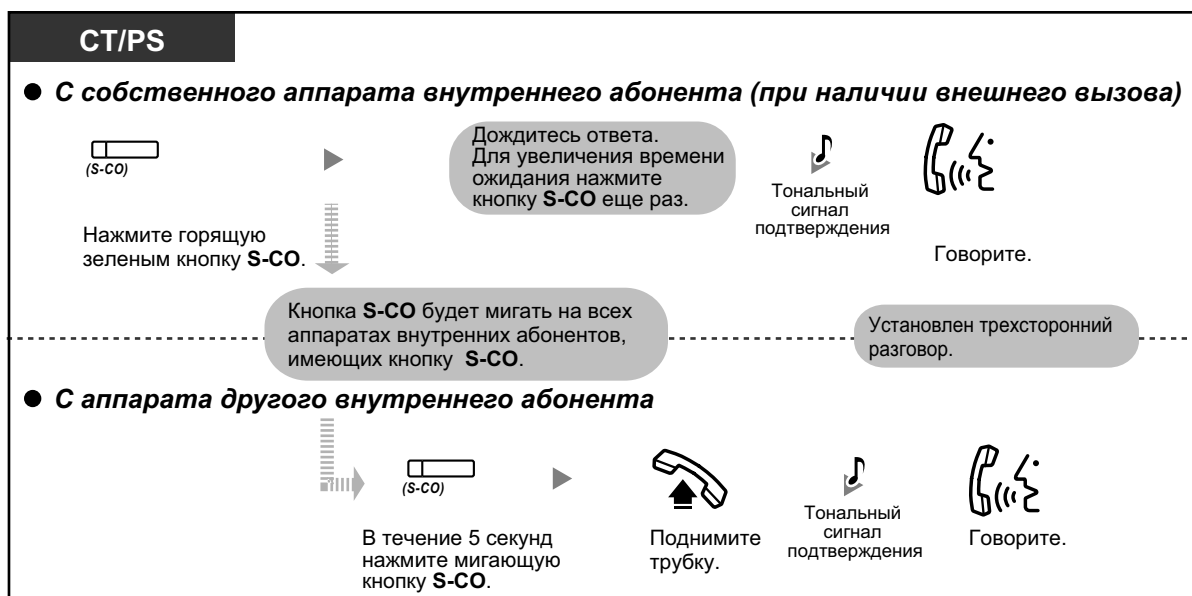 CT/PS
● С собственного аппарата внутреннего абонента (при наличии внешнего вызова)
(S-CO)
Нажмите горящую
зеленым кнопку S-CO.
Дождитесь ответа.
Для увеличения времени
ожидания нажмите
кнопку S-CO еще раз.
Тональный
сигнал
подтверждения
Говорите.
Кнопка S-CO будет мигать на всех
аппаратах внутренних абонентов,
имеющих кнопку S-CO.
Установлен трехсторонний
разговор.
● С аппарата другого внутреннего абонента
(S-CO)
В течение 5 секунд
нажмите мигающую
кнопку S-CO.
Поднимите
трубку.
Тональный
сигнал
подтверждения
Говорите.